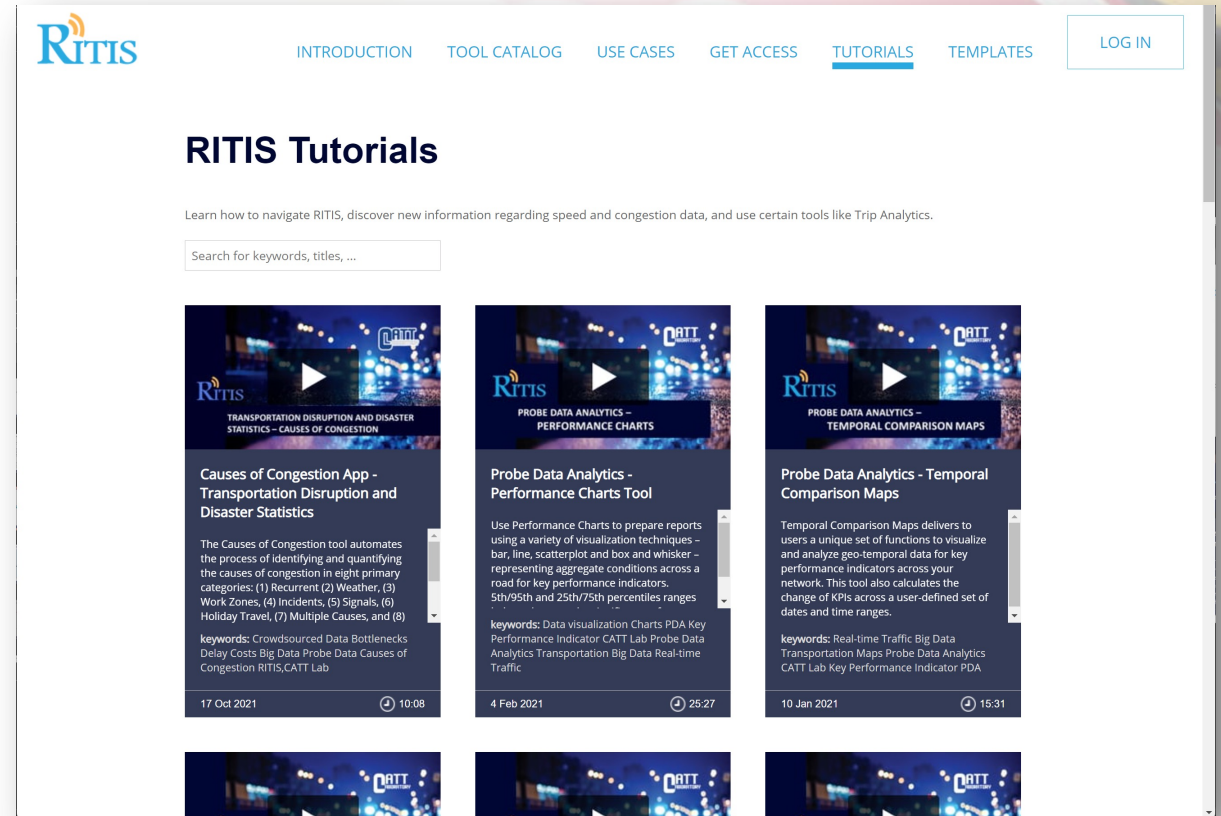 RITIS
INTRODUCTION
TOOL CATALOG
USE CASES
GET ACCESS
TUTORIALS
TEMPLATES
LOG IN
RITIS Tutorials
Learn how to navigate RITIS, discover new information regarding speed and congestion data, and use certain tools like Trip Analytics.
Search for keywords, titles, ...
CATT
RITIS
TRANSPORTATION DISRUPTION AND DISASTER
STATISTICS – CAUSES OF CONGESTION
Causes of Congestion App -
Transportation Disruption and
Disaster Statistics
The Causes of Congestion tool automates
the process of identifying and quantifying
the causes of congestion in eight primary
categories: (1) Recurrent (2) Weather, (3)
Work Zones, (4) Incidents, (5) Signals, (6)
Holiday Travel, (7) Multiple Causes, and (8)
keywords: Crowdsourced Data Bottlenecks
Delay Costs Big Data Probe Data Causes of
Congestion RITIS,CATT Lab
17 Oct 2021
10:08
CATT
LABORATORY
RITIS
PROBE DATA ANALYTICS –
PERFORMANCE CHARTS
Probe Data Analytics -
Performance Charts Tool
Use Performance Charts to prepare reports
using a variety of visualization techniques –
bar, line, scatterplot and box and whisker –
representing aggregate conditions across a
road for key performance indicators.
5th/95th and 25th/75th percentiles ranges
keywords: Data visualization Charts PDA Key
Performance Indicator CATT Lab Probe Data
Analytics Transportation Big Data Real-time
Traffic
4 Feb 2021
25:27
CATT
LABORATORY
RITIS
PROBE DATA ANALYTICS –
TEMPORAL COMPARISON MAPS
Probe Data Analytics - Temporal
Comparison Maps
Temporal Comparison Maps delivers to
users a unique set of functions to visualize
and analyze geo-temporal data for key
performance indicators across your
network. This tool also calculates the
change of KPIs across a user-defined set of
dates and time ranges.
keywords: Real-time Traffic Big Data
Transportation Maps Probe Data Analytics
CATT Lab Key Performance Indicator PDA
10 Jan 2021
15:31
CATT
LABORATORY
CATT
LABORATORY
CATT
LABORATORY